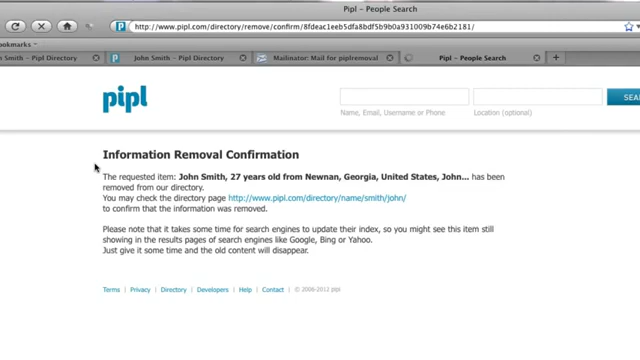 Pipl - People Search
http://www.pipl.com/directory/remove/confirm/8fdeac1eeb5dfa8bdf5b9b0a931009074e6b2181/
ookmarks
n Smith - Pipl Directory
John Smith - Pipl Directory
Mailinator: Mail for piplremoval
Pipl - People Search
pipl
SEA
Name, Email, Username or Phone
Location (optional)
Information Removal Confirmation
The requested item: John Smith, 27 years old from Newnan, Georgia, United States, John... has been
removed from our directory.
You may check the directory page http://www.pipl.com/directory/name/smith/john/
to confirm that the information was removed.
Please note that it takes some time for search engines to update their index, so you might see this item still
showing in the results pages of search engines like Google, Bing or Yahoo.
Just give it some time and the old content will disappear.
Terms | Privacy | Directory | Developers | Help | Contact | © 2006-2012 pipl